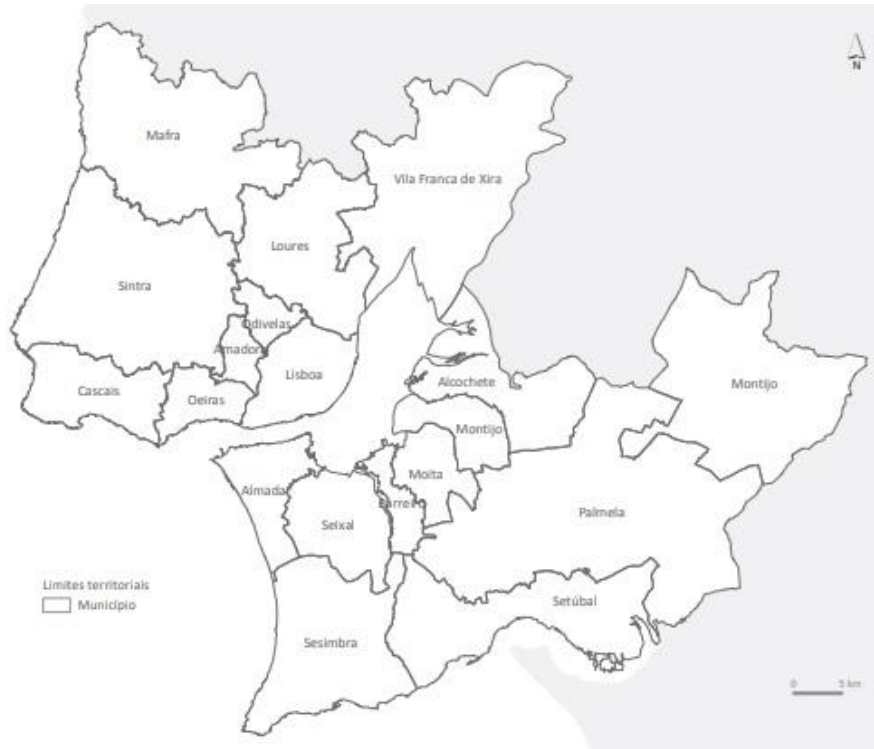 N
Mafra
Vila Franca de Xira
Loures
Sintra
Odivelas
Amadora
Lisboa
Cascais
Oeiras
Alcochete
Montijo
Montijo
Moita
Almada
Barreiro
Seixal
Palmela
Limites territoriais
Município
Setúbal
Sesimbra
0 5 km